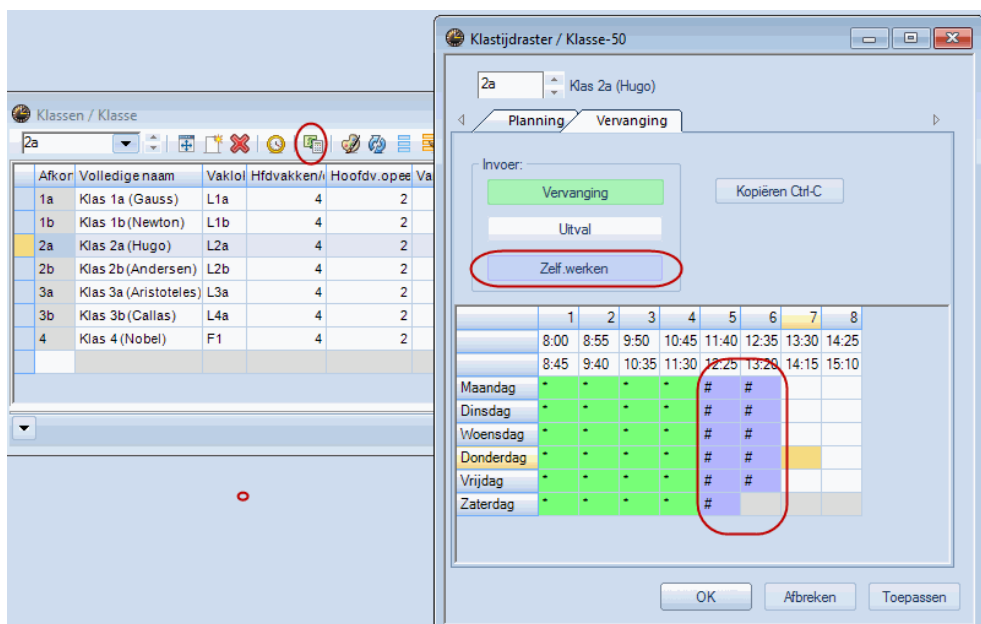 Klassen / Klasse
2a
Afkor Volledige naam Vaklol Hfdvakken/ Hoofdv.opee Va
1a Klas 1a (Gauss) L1a 4 2
1b Klas 1b (Newton) L1b 4 2
2a Klas 2a (Hugo) L2a 4 2
2b Klas 2b (Andersen) L2b 4 2
3a Klas 3a (Aristoteles) L3a 4 2
3b Klas 3b (Callas) L4a 4 2
4 Klas 4 (Nobel) F1 4 2
Klastijdraster / Klasse-50
2a Klas 2a (Hugo)
Planning Vervanging
Invoer:
Vervanging Kopiëren Ctrl-C
Uitval
Zelf.werken
1 2 3 4 5 6 7 8
8:00 8:55 9:50 10:45 11:40 12:35 13:30 14:25
8:45 9:40 10:35 11:30 12:25 13:20 14:15 15:10
Maandag * * * * # #
Dinsdag * * * * # #
Woensdag * * * * # #
Donderdag * * * * # #
Vrijdag * * * * # #
Zaterdag * * * * #
OK Afbreken Toepassen